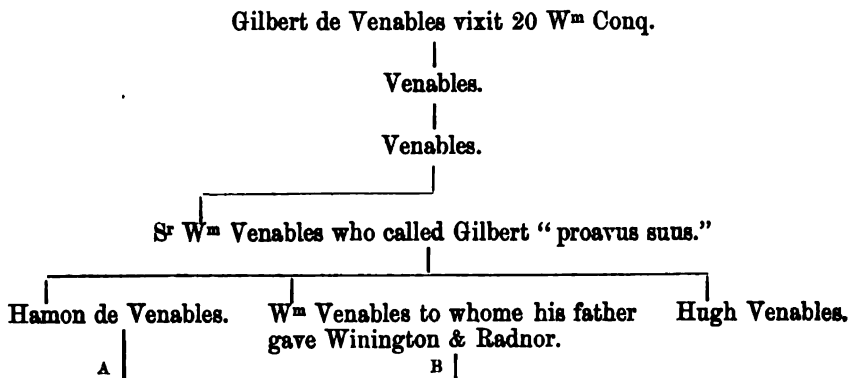 Gilbert de Venables vixit 20 Wᵐ Conq.
Venables.
Venables.
Sʳ Wᵐ Venables who called Gilbert “proavus suus.”
Hamon de Venables. Wᵐ Venables to whome his father Hugh Venables.
gave Winington & Radnor.
A B